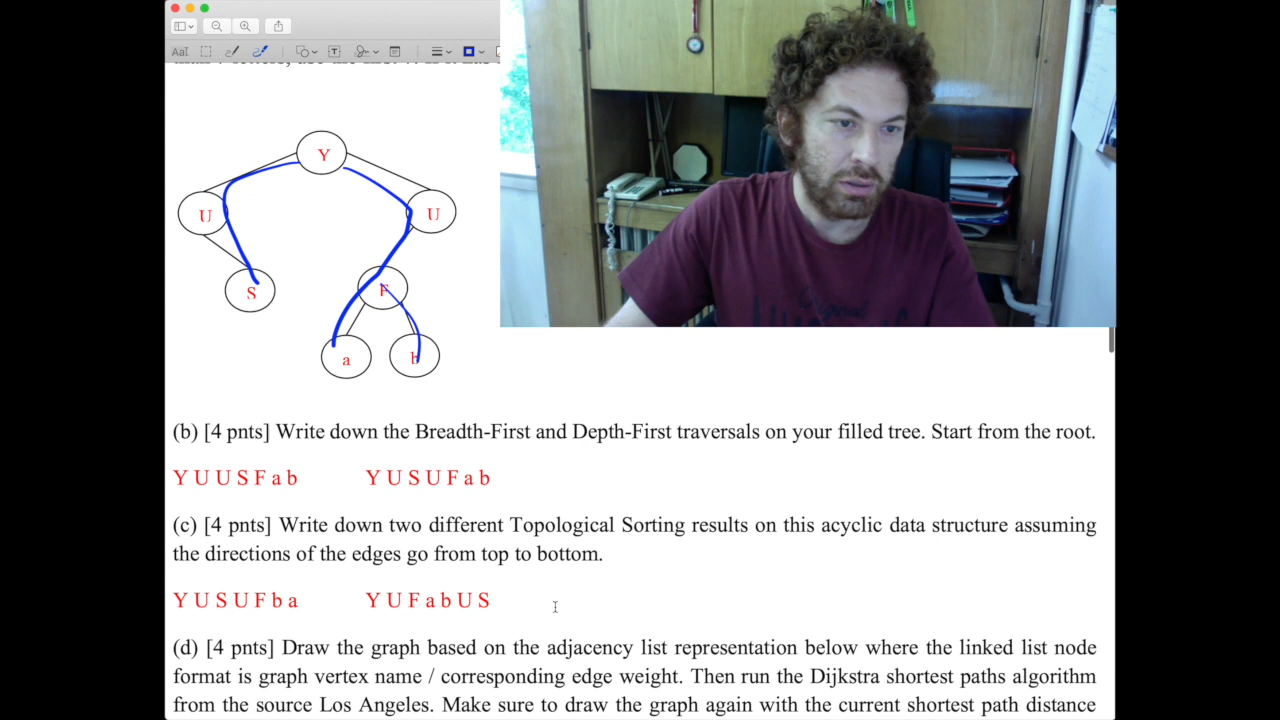 AaI
T
Y
U
U
S
F
a
b
(b) [4 pnts] Write down the Breadth-First and Depth-First traversals on your filled tree. Start from the root.
Y U U S F a b Y U S U F a b
(c) [4 pnts] Write down two different Topological Sorting results on this acyclic data structure assuming
the directions of the edges go from top to bottom.
Y U S U F b a Y U F a b U S
(d) [4 pnts] Draw the graph based on the adjacency list representation below where the linked list node
format is graph vertex name / corresponding edge weight. Then run the Dijkstra shortest paths algorithm
from the source Los Angeles. Make sure to draw the graph again with the current shortest path distance